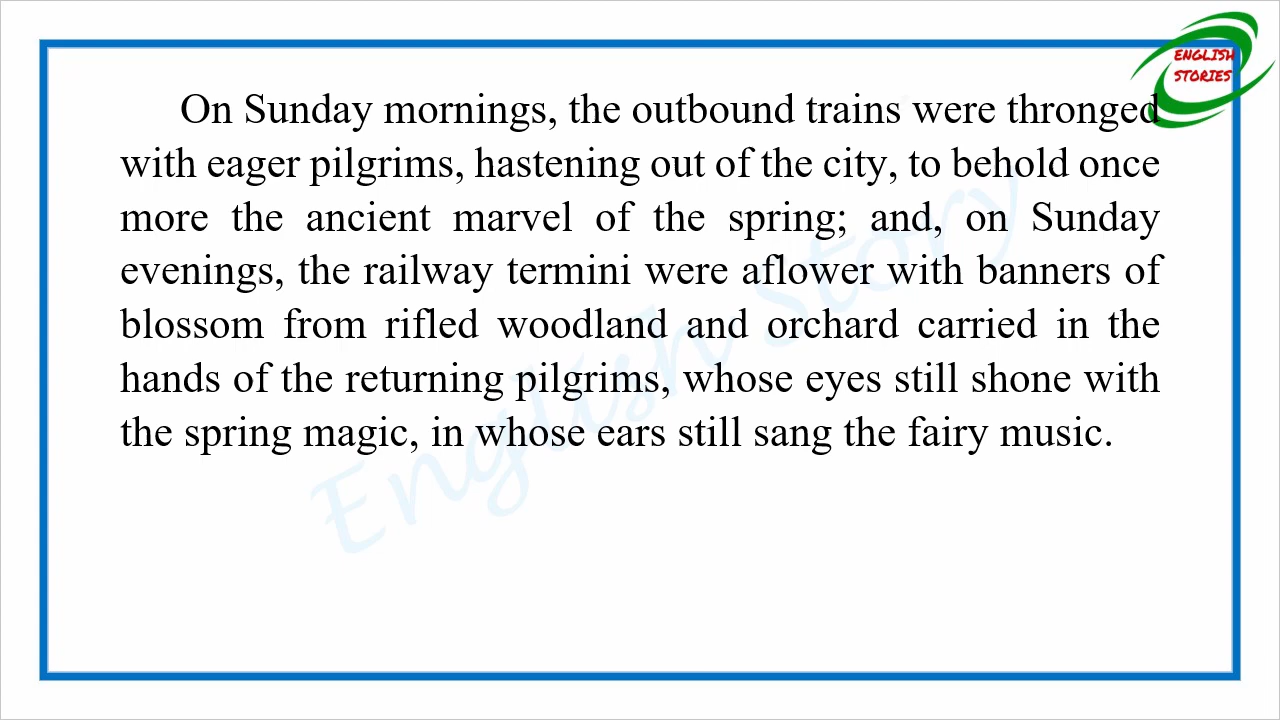 ENGLISH
STORIES
On Sunday mornings, the outbound trains were thronged
with eager pilgrims, hastening out of the city, to behold once
more the ancient marvel of the spring; and, on Sunday
evenings, the railway termini were aflower with banners of
blossom from rifled woodland and orchard carried in the
hands of the returning pilgrims, whose eyes still shone with
the spring magic, in whose ears still sang the fairy music.
English Story